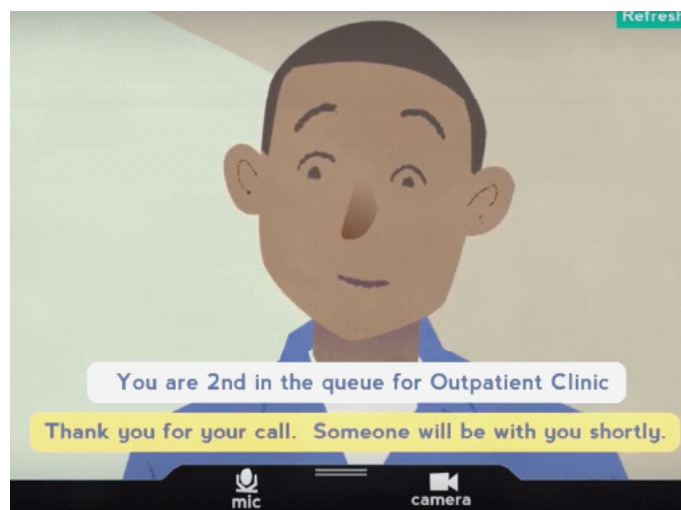 Refresh
You are 2nd in the queue for Outpatient Clinic
Thank you for your call. Someone will be with you shortly.
mic
camera